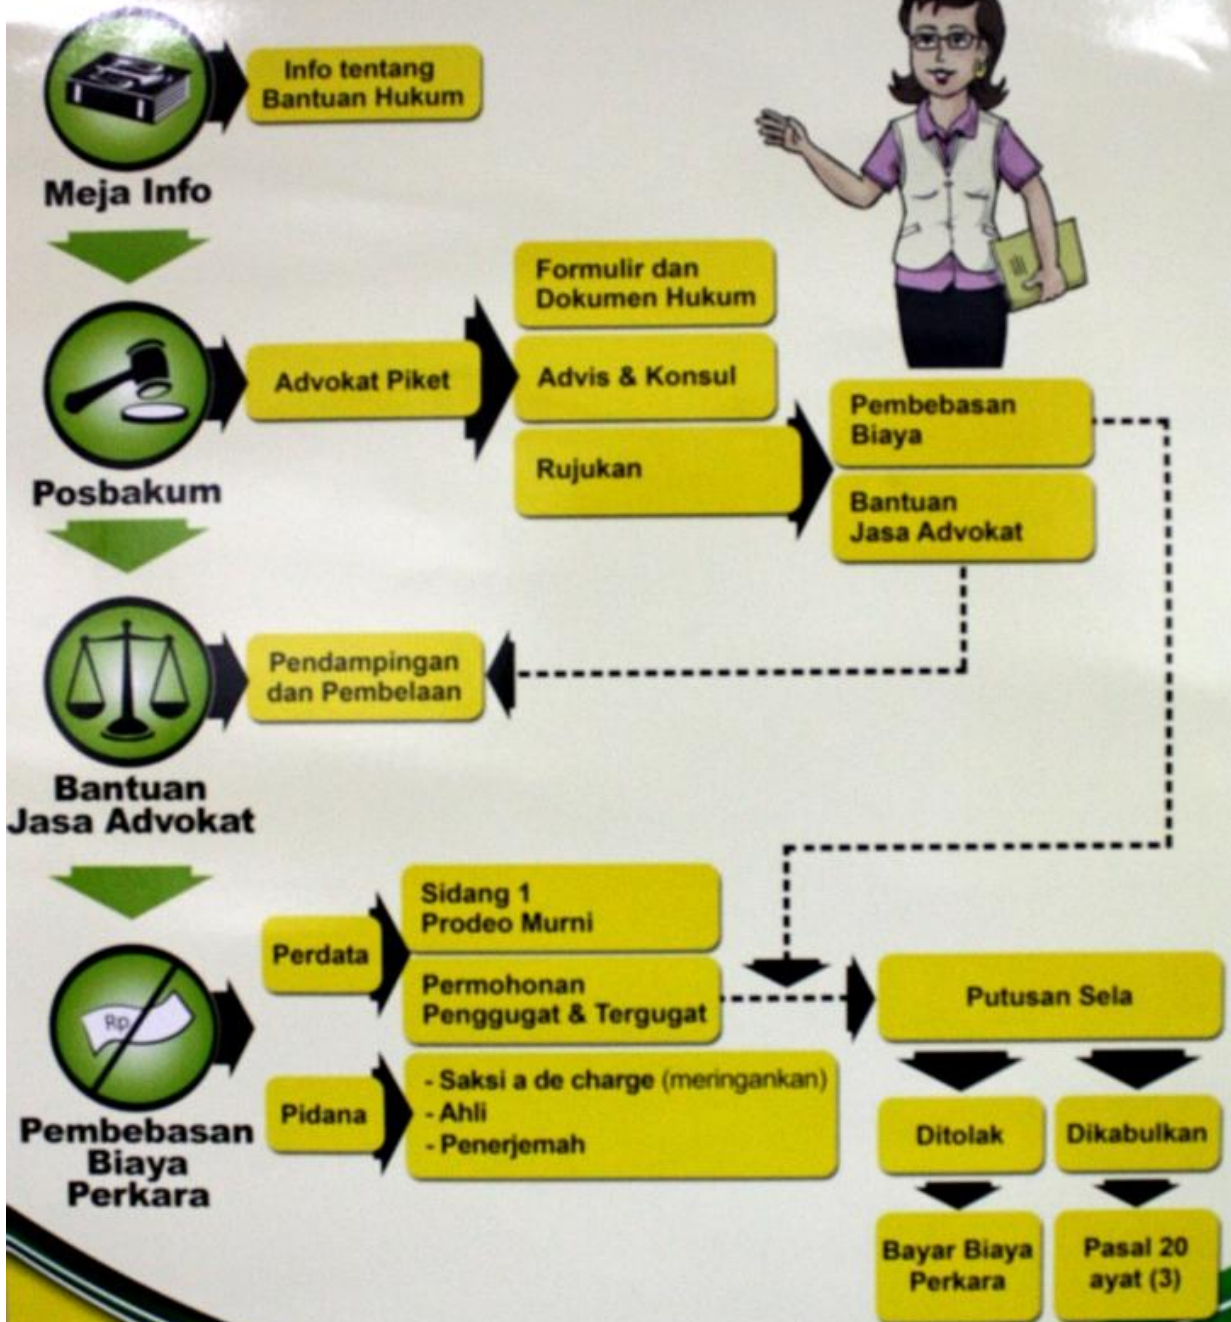 Info tentang
Bantuan Hukum
Meja Info
Formulir dan
Dokumen Hukum
Advokat Piket
Advis & Konsul
Rujukan
Pembebasan
Biaya
Bantuan
Jasa Advokat
Posbakum
Pendampingan
dan Pembelaan
Bantuan
Jasa Advokat
Perdata
Sidang 1
Prodeo Murni
Permohonan
Penggugat & Tergugat
Putusan Sela
Rp
Pidana
- Saksi a de charge (meringankan)
- Ahli
- Penerjemah
Pembebasan
Biaya
Perkara
Ditolak
Dikabulkan
Bayar Biaya
Perkara
Pasal 20
ayat (3)